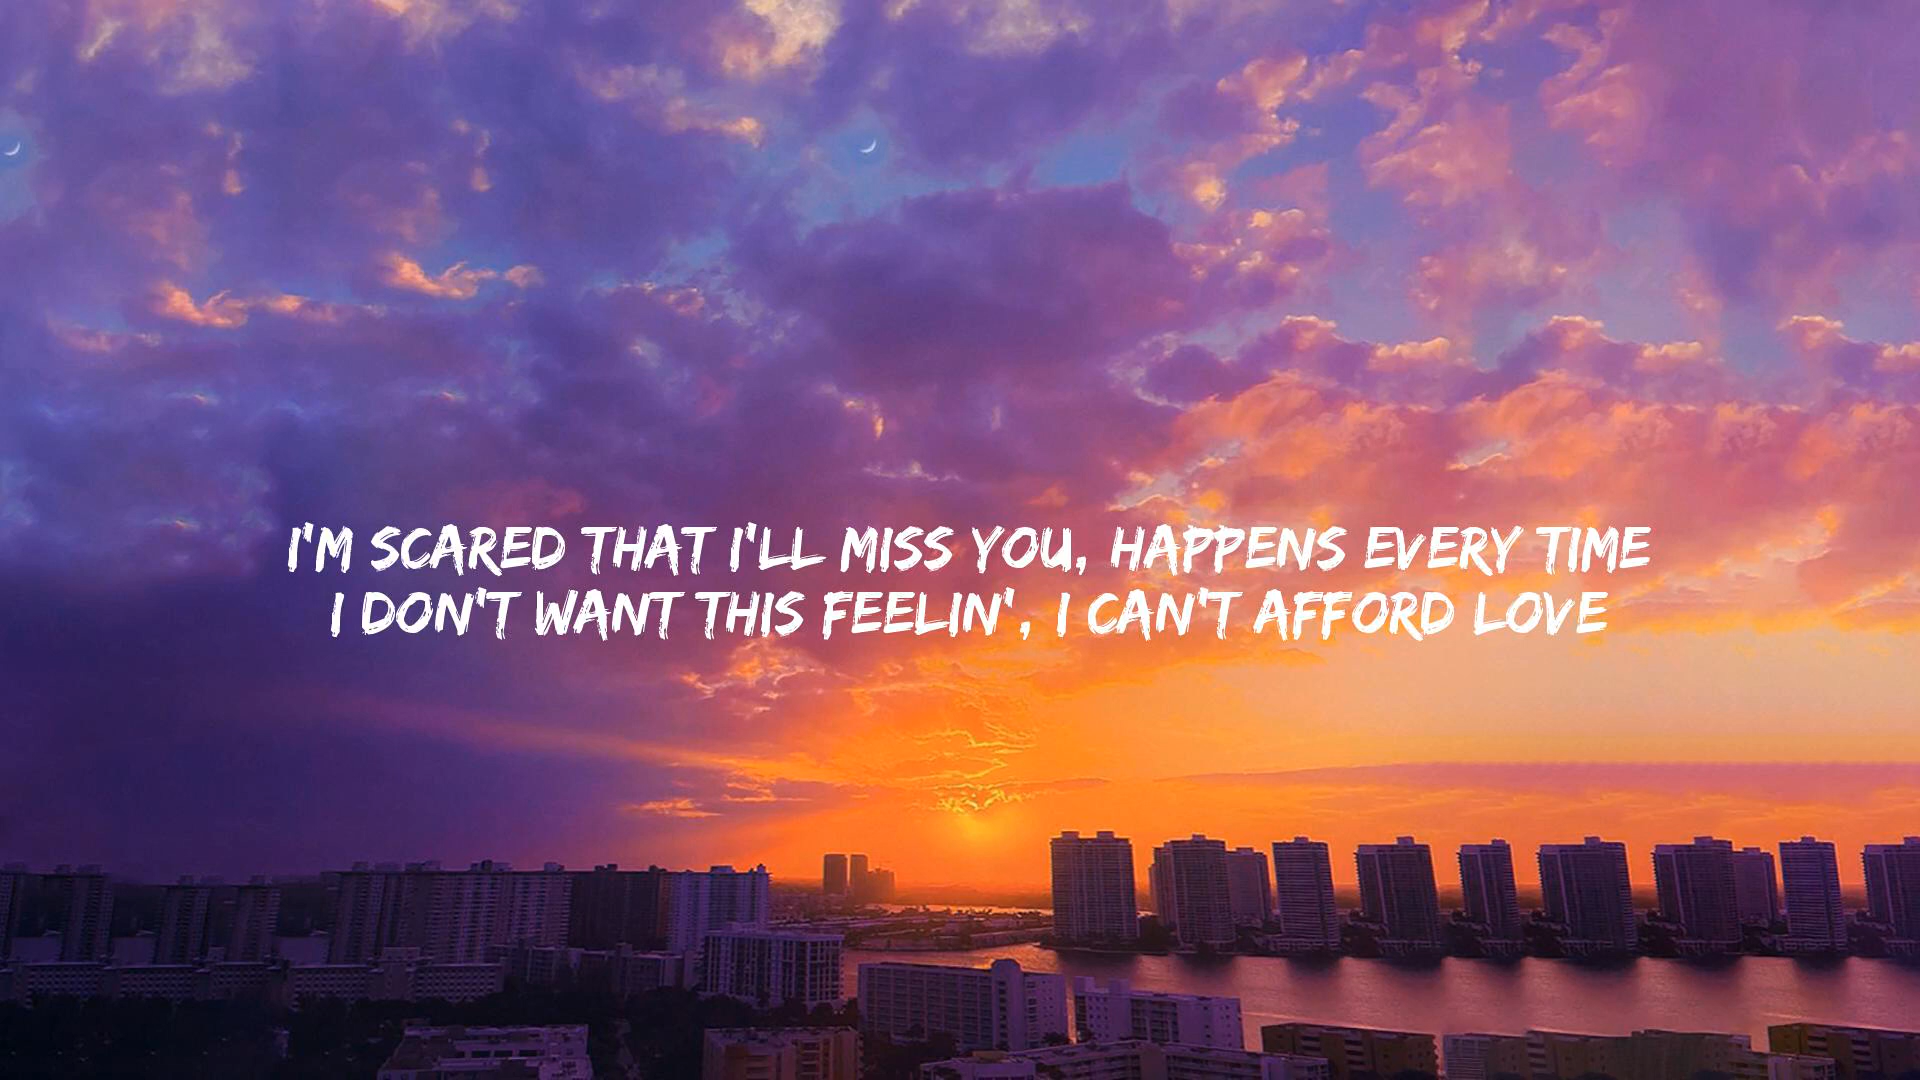 I'M SCARED THAT I'LL MISS YOU, HAPPENS EVERY TIME
I DON'T WANT THIS FEELIN', I CAN'T AFFORD LOVE